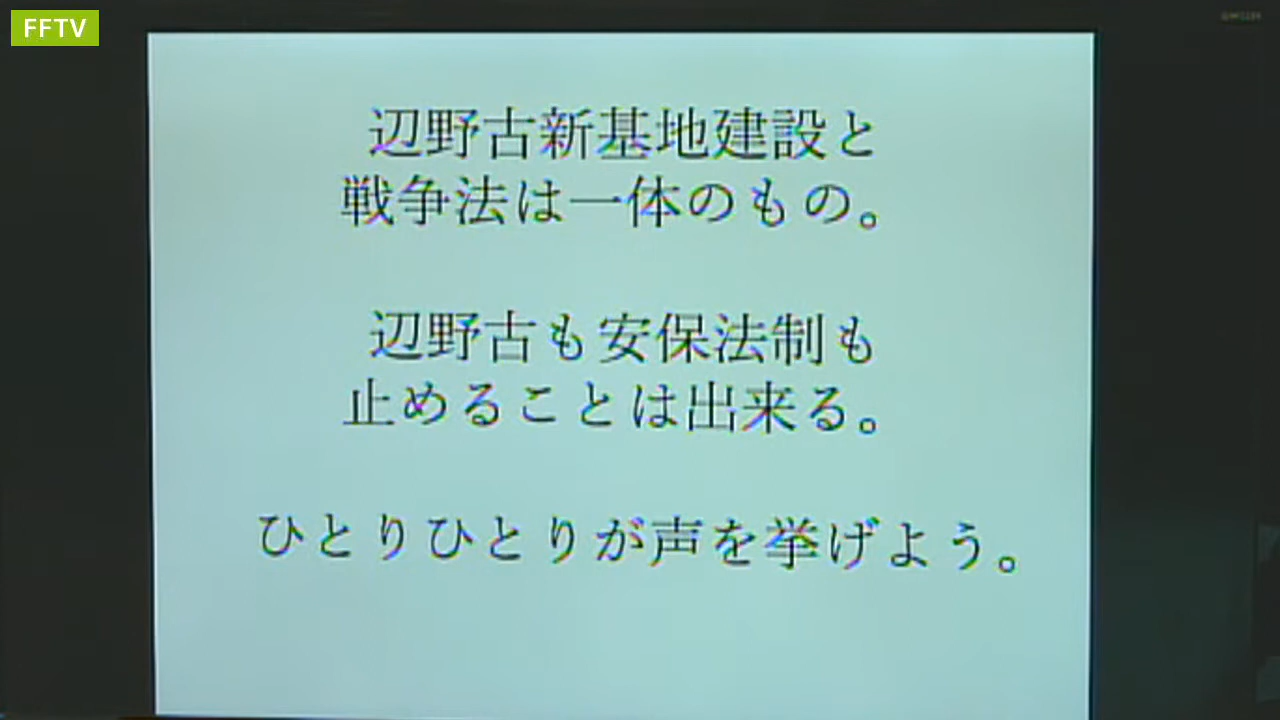 FFTV
辺野古新基地建設と
戦争法は一体のもの。
辺野古も安保法制も
止めることは出来る。
ひとりひとりが声を挙げよう。